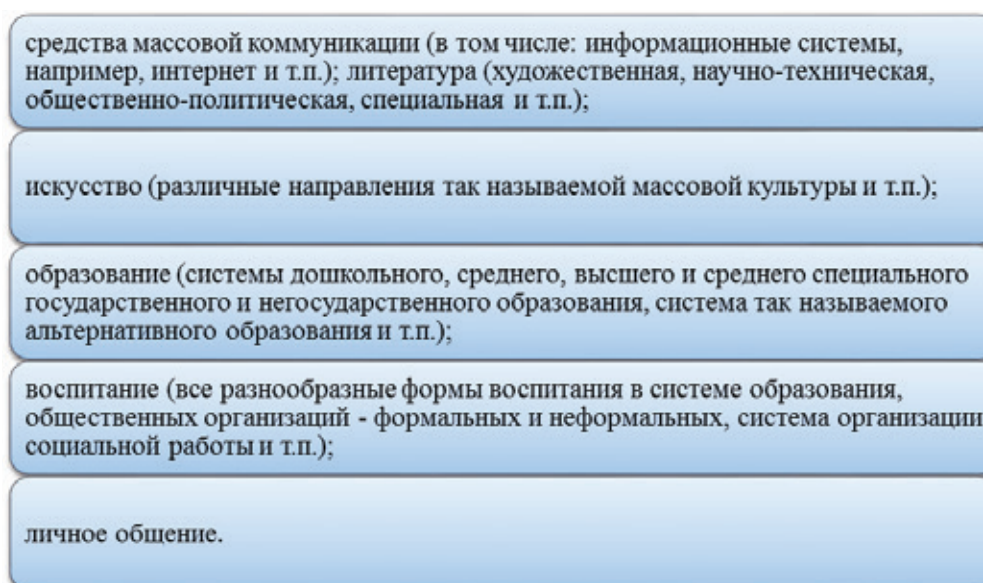 средства массовой коммуникации (в том числе: информационные системы,
например, интернет и т.п.); литература (художественная, научно-техническая,
общественно-политическая, специальная и т.п.);
искусство (различные направления так называемой массовой культуры и т.п.);
образование (системы дошкольного, среднего, высшего и среднего специального
государственного и негосударственного образования, система так называемого
альтернативного образования и т.п.);
воспитание (все разнообразные формы воспитания в системе образования,
общественных организаций - формальных и неформальных, система организации
социальной работы и т.п.);
личное общение.